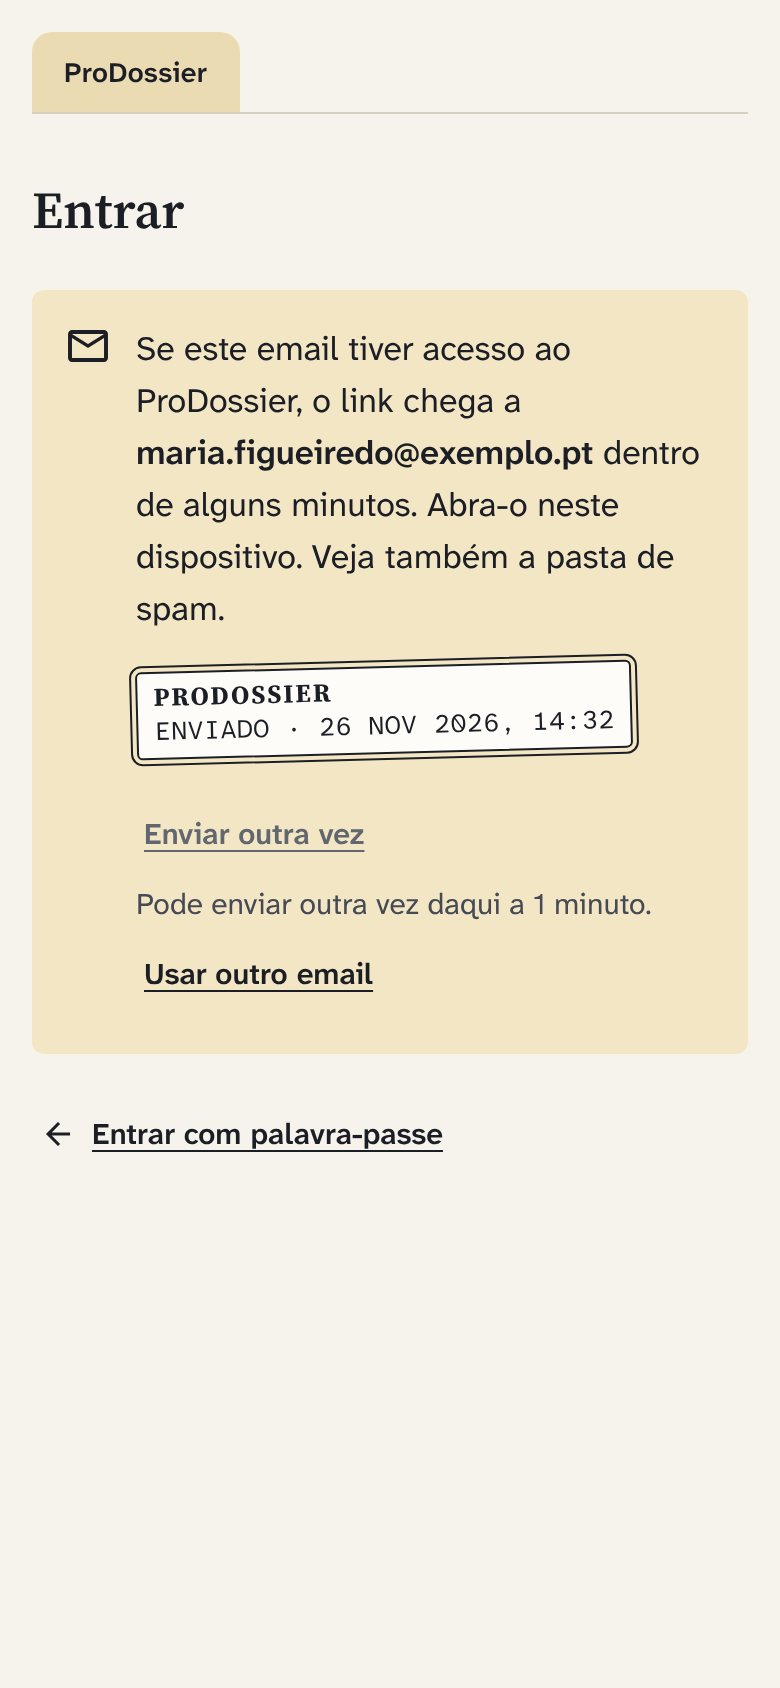 ProDossier
Entrar
Se este email tiver acesso ao
ProDossier, o link chega a
maria.figueiredo@exemplo.pt dentro
de alguns minutos. Abra-o neste
dispositivo. Veja também a pasta de
spam.
PRODOSSIER
ENVIADO · 26 NOV 2026, 14:32
Enviar outra vez
Pode enviar outra vez daqui a 1 minuto.
Usar outro email
Entrar com palavra-passe